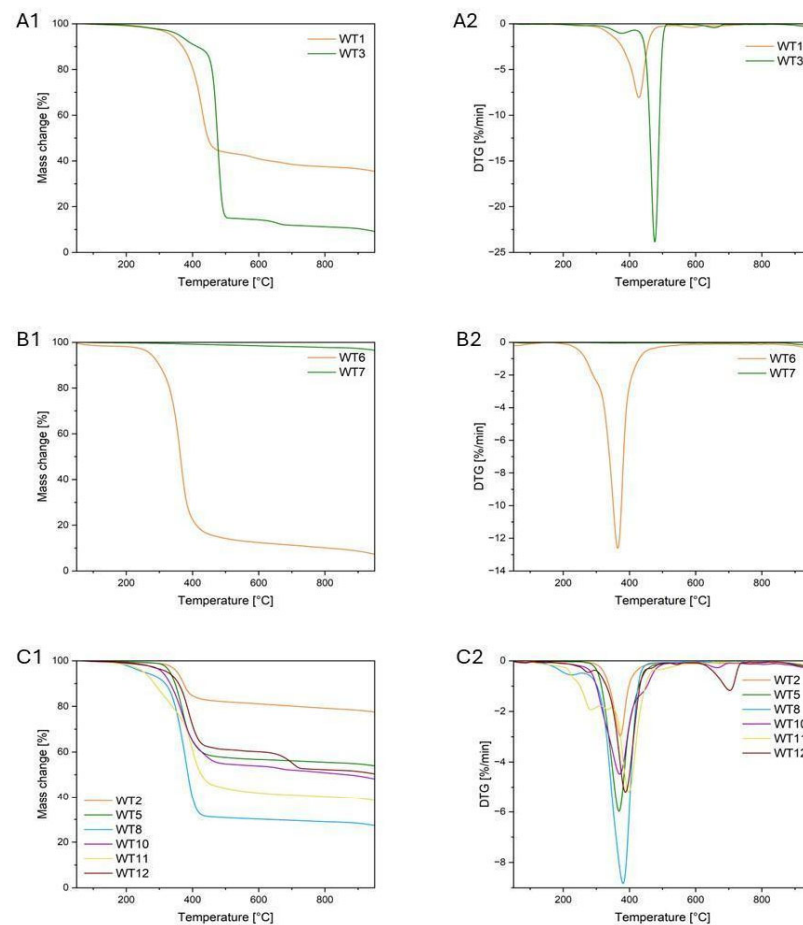 A1
Mass change [%]
100
80
60
40
20
0
WT1
WT3
200 400 600 800
Temperature [°C]
A2
DTG [%/min]
0
−5
−10
−15
−20
−25
WT1
WT3
200 400 600 800
Temperature [°C]
B1
Mass change [%]
100
80
60
40
20
0
WT6
WT7
200 400 600 800
Temperature [°C]
B2
DTG [%/min]
0
−2
−4
−6
−8
−10
−12
−14
WT6
WT7
200 400 600 800
Temperature [°C]
C1
Mass change [%]
100
80
60
40
20
0
WT2
WT5
WT8
WT10
WT11
WT12
200 400 600 800
Temperature [°C]
C2
DTG [%/min]
0
−2
−4
−6
−8
WT2
WT5
WT8
WT10
WT11
WT12
200 400 600 800
Temperature [°C]